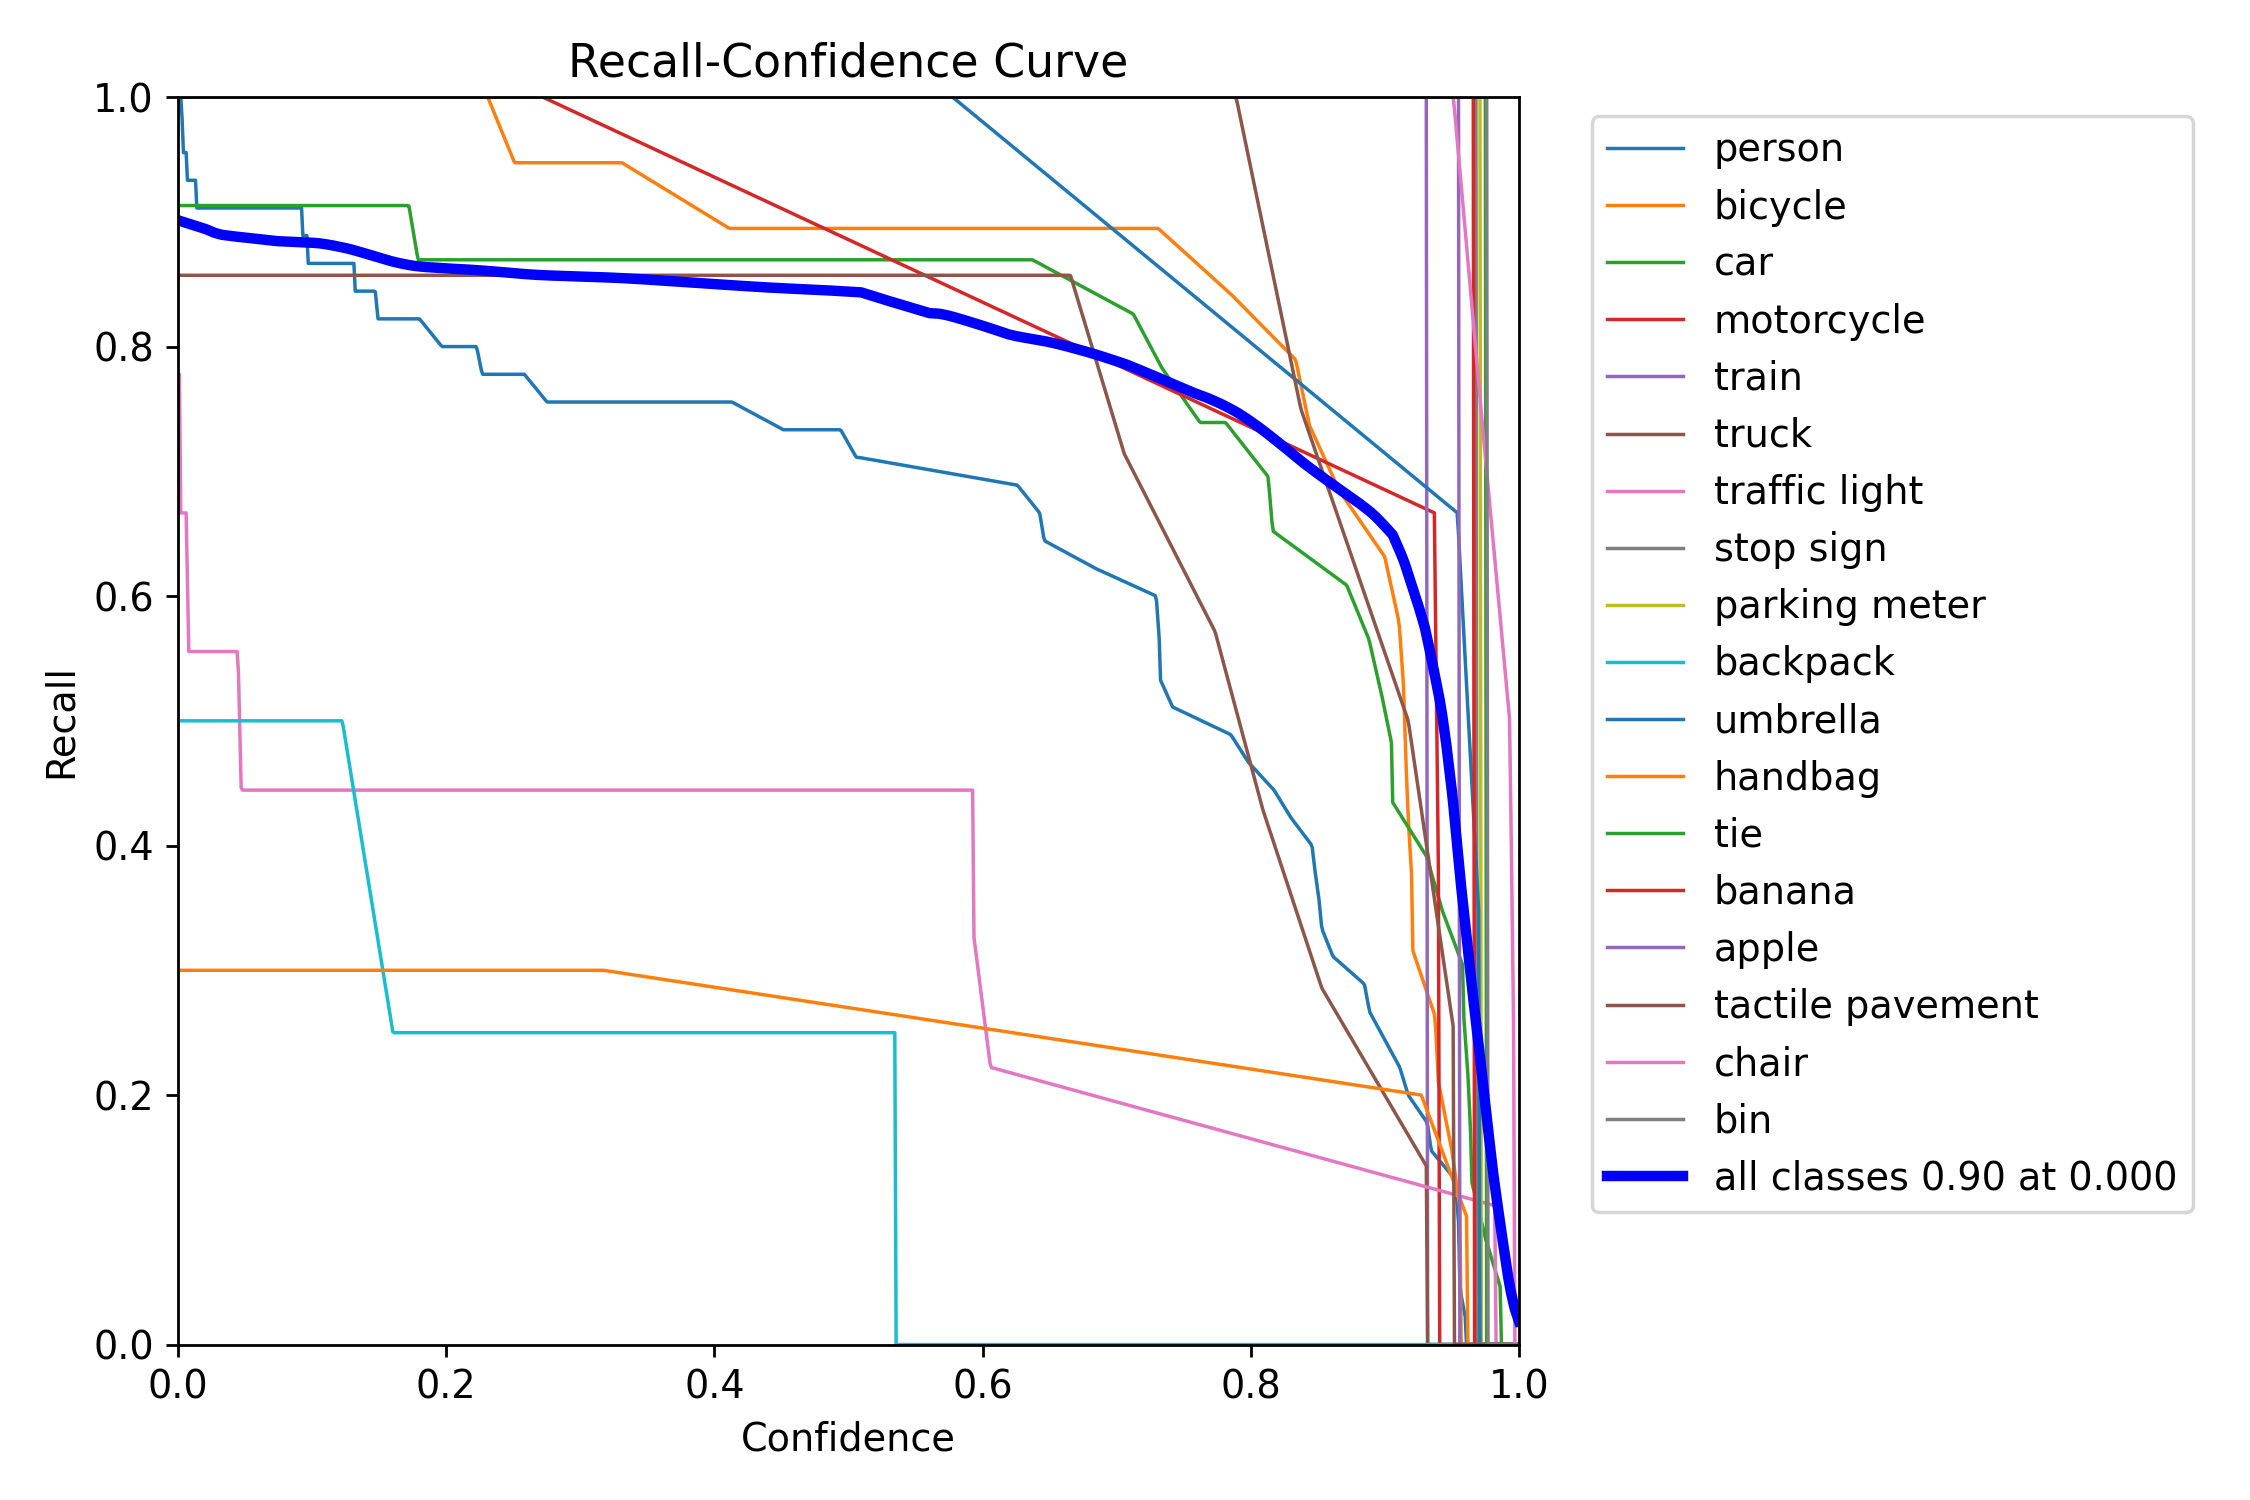 Recall-Confidence Curve
1.0
0.8
0.6
0.4
0.2
0.0
Recall
0.0 0.2 0.4 0.6 0.8 1.0
Confidence
person
bicycle
car
motorcycle
train
truck
traffic light
stop sign
parking meter
backpack
umbrella
handbag
tie
banana
apple
tactile pavement
chair
bin
all classes 0.90 at 0.000